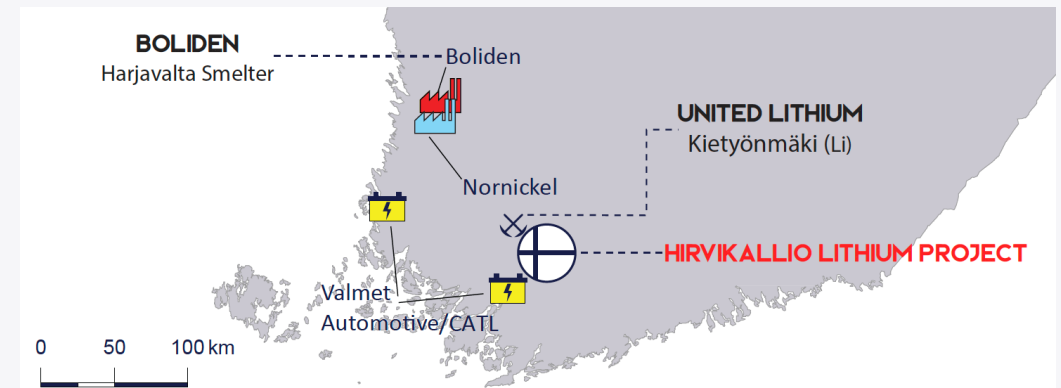 BOLIDEN
Harjavalta Smelter
Boliden
UNITED LITHIUM
Kietyönmäki (Li)
Nornickel
HIRVIKALLIO LITHIUM PROJECT
Valmet
Automotive/CATL
0 50 100 km